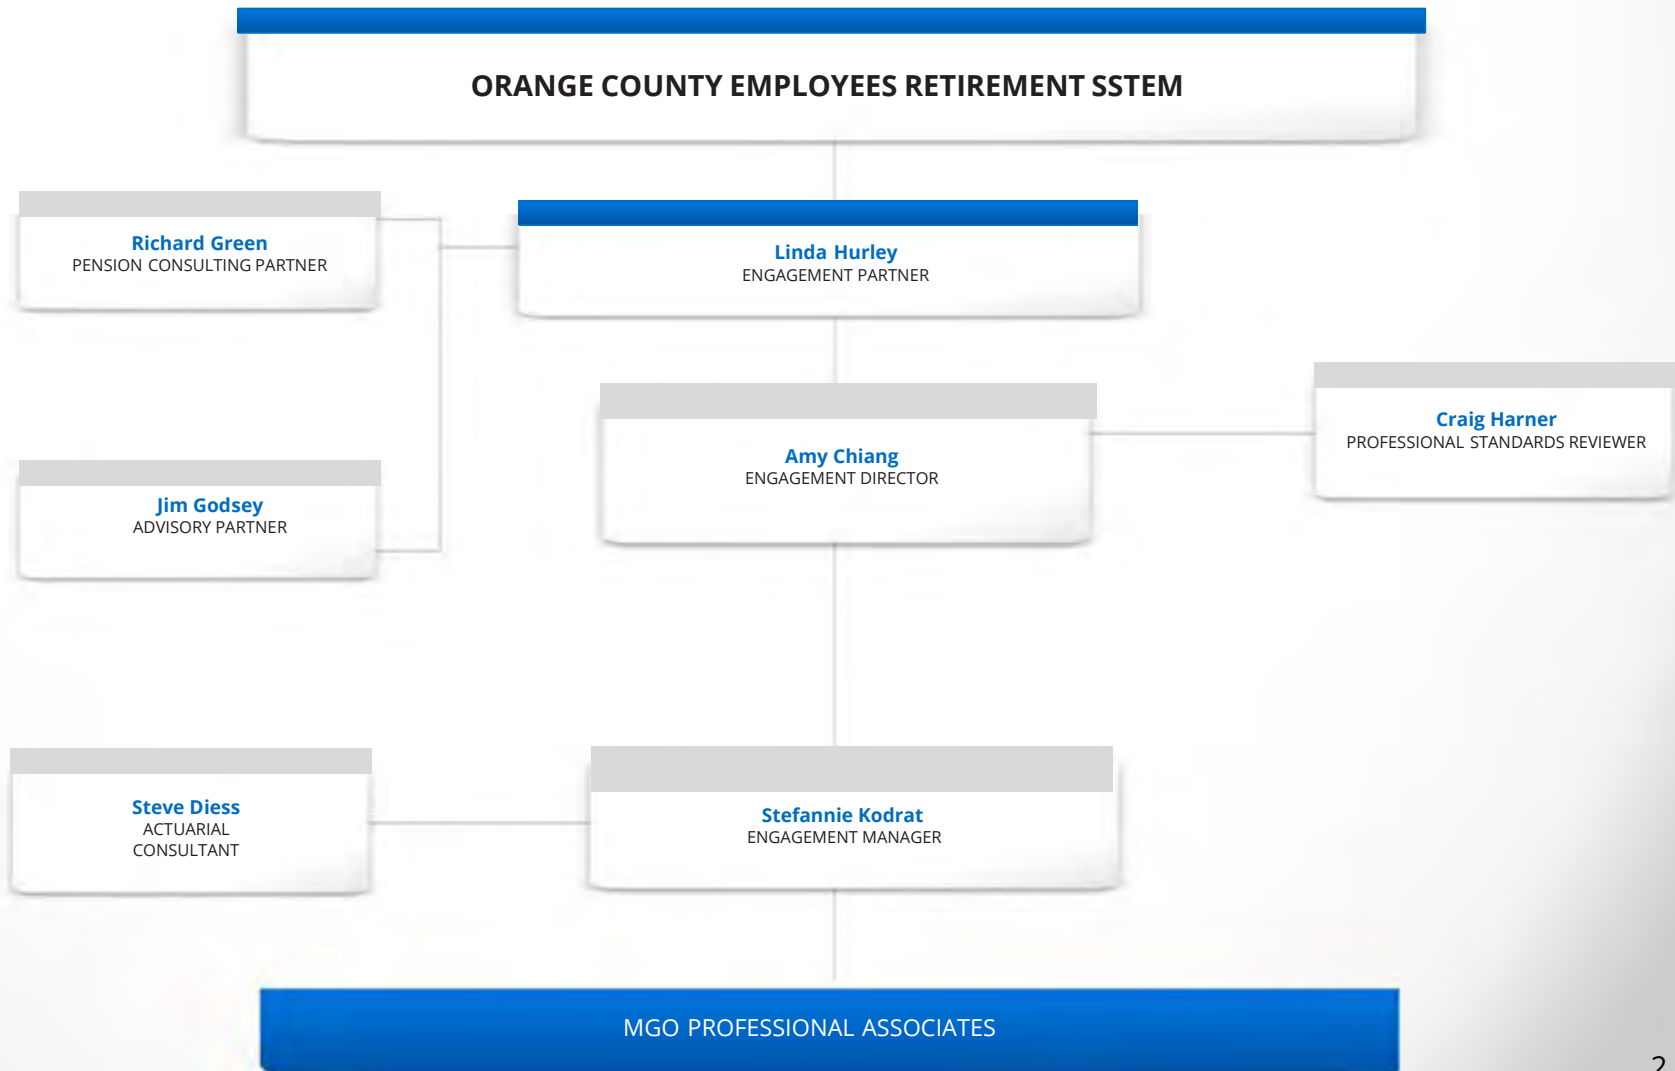 ORANGE COUNTY EMPLOYEES RETIREMENT SSTEM
Richard Green
PENSION CONSULTING PARTNER
Linda Hurley
ENGAGEMENT PARTNER
Craig Harner
PROFESSIONAL STANDARDS REVIEWER
Amy Chiang
ENGAGEMENT DIRECTOR
Jim Godsey
ADVISORY PARTNER
Steve Diess
ACTUARIAL
CONSULTANT
Stefannie Kodrat
ENGAGEMENT MANAGER
MGO PROFESSIONAL ASSOCIATES
2